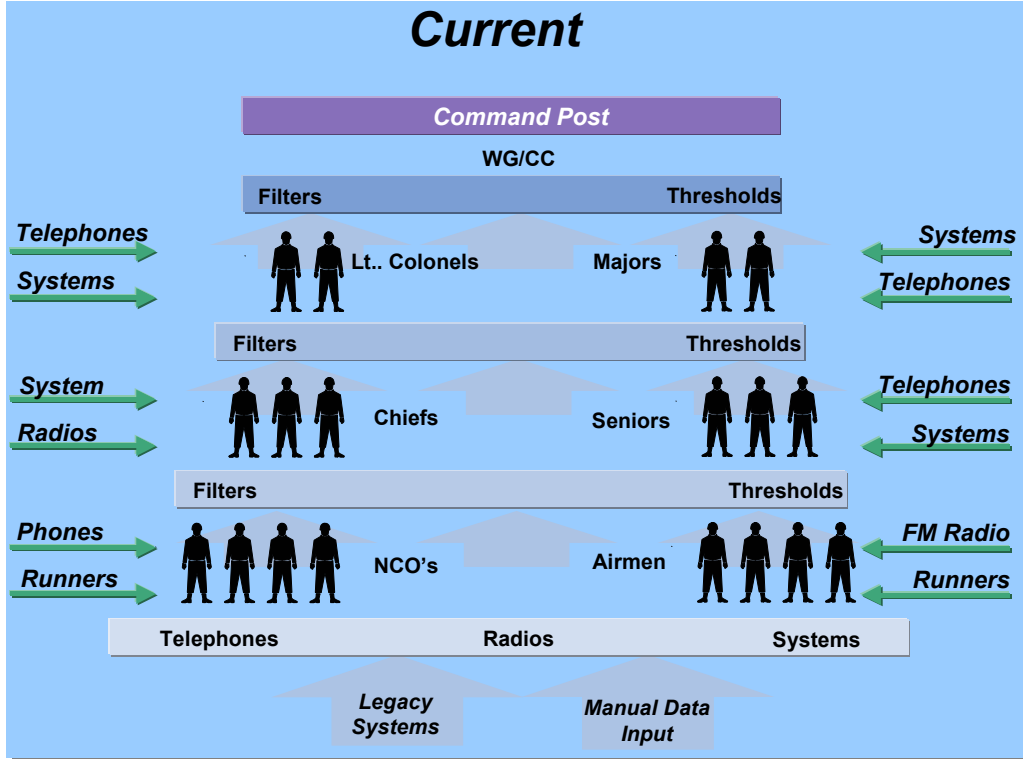 Current
Command Post
WG/CC
Filters Thresholds
Telephones Systems
Lt.. Colonels Majors
Systems Telephones
Filters Thresholds
System Telephones
Chiefs Seniors
Radios Systems
Filters Thresholds
Phones FM Radio
NCO's Airmen
Runners Runners
Telephones Radios Systems
Legacy Manual Data
Systems Input